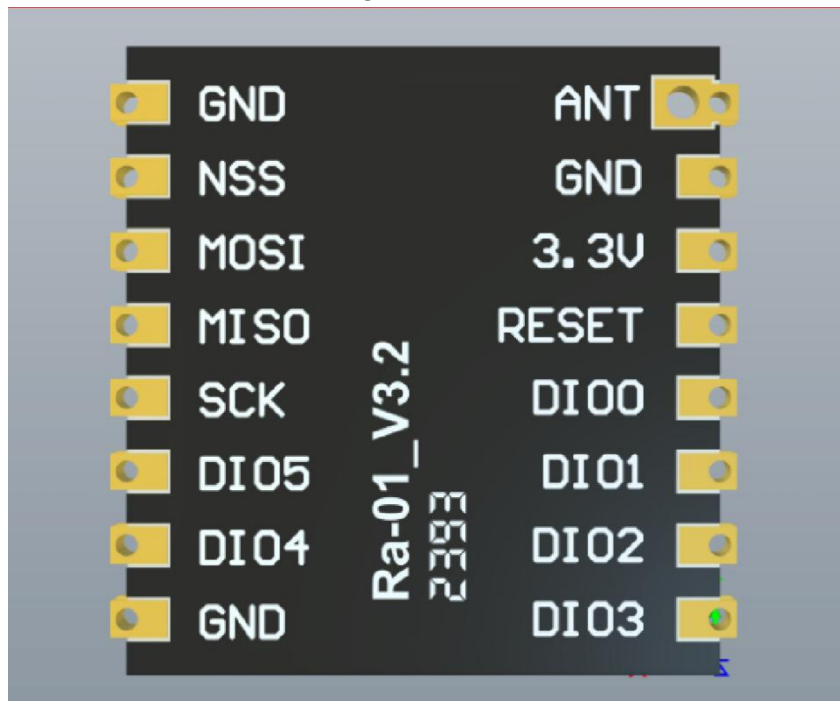 GND ANT
NSS GND
MOSI 3.3V
MISO RESET
SCK DIO0
DIO5 DIO1
DIO4 DIO2
GND DIO3
Ra-01_V3.2
2393
Z